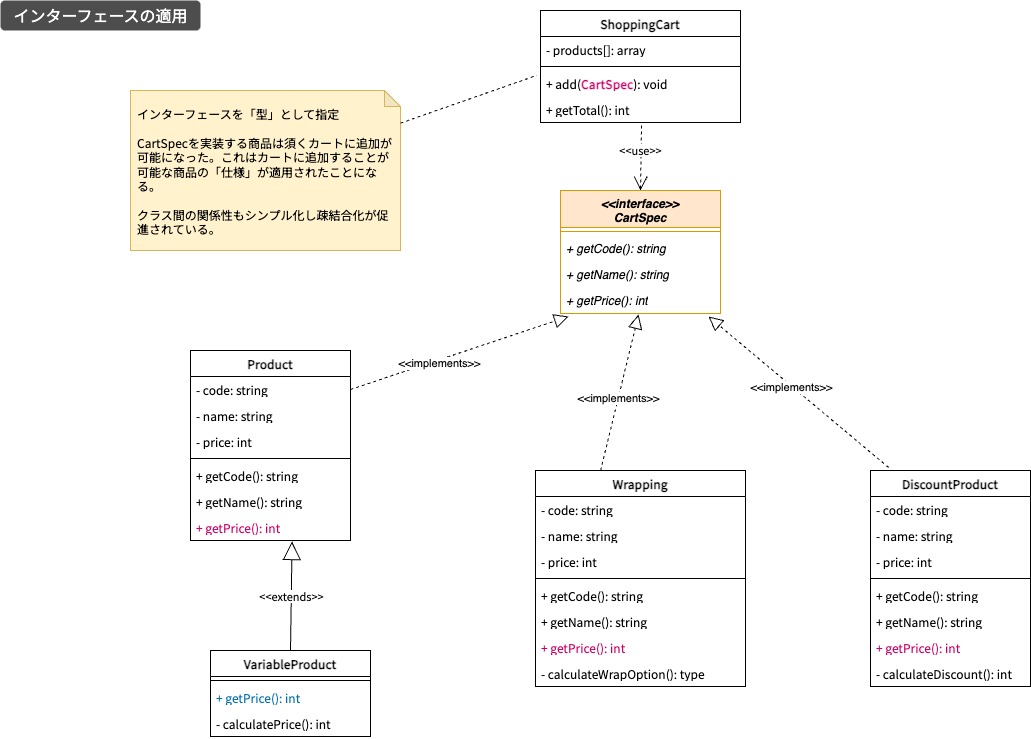 インターフェースの適用
ShoppingCart
- products[]: array
+ add(CartSpec): void
+ getTotal(): int
インターフェースを「型」として指定
CartSpecを実装する商品は須くカートに追加が
可能になった。これはカートに追加することが
可能な商品の「仕様」が適用されたことにな
る。
クラス間の関係性もシンプル化し疎結合化が促
進されている。
<<use>>
<<interface>>
CartSpec
+ getCode(): string
+ getName(): string
+ getPrice(): int
<<implements>>
<<implements>>
<<implements>>
Product
- code: string
- name: string
- price: int
+ getCode(): string
+ getName(): string
+ getPrice(): int
<<extends>>
VariableProduct
+ getPrice(): int
- calculatePrice(): int
Wrapping
- code: string
- name: string
- price: int
+ getCode(): string
+ getName(): string
+ getPrice(): int
- calculateWrapOption(): type
DiscountProduct
- code: string
- name: string
- price: int
+ getCode(): string
+ getName(): string
+ getPrice(): int
- calculateDiscount(): int